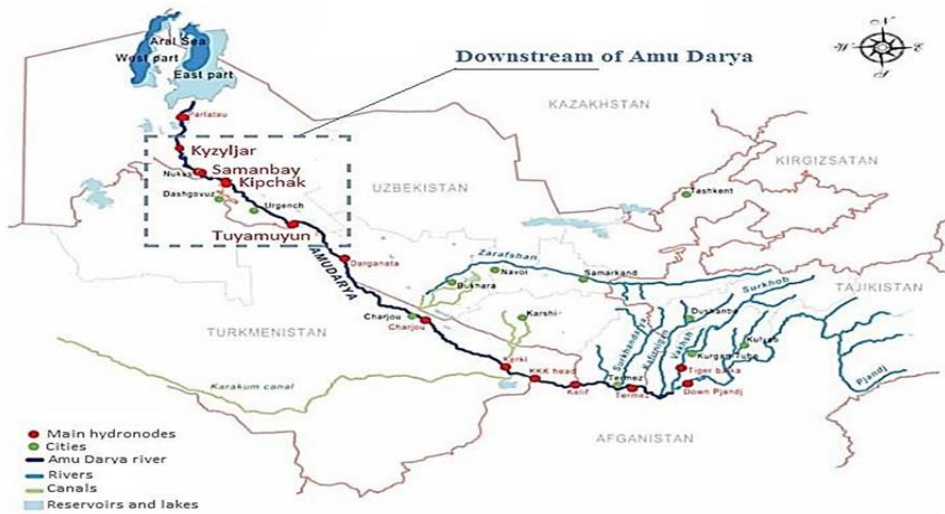 Aral Sea
West part
East part
Downstream of Amu Darya
N
W
E
S
KAZAKHSTAN
Parlatau
Kyzyljar
Samanbay
Nukus
Kipchak
Dashgovuz
Urgench
Tuyamuyun
UZBEKISTAN
KIRGIZSATAN
Tashkent
AMUDARYA
Darganata
Zarafshan
Navoi
Samarkand
Bukhara
TAJIKISTAN
Surkhob
TURKMENISTAN
Charjou
Charjou
Karshi
Surkhandarya
Kafirnigan
Vakhsh
Dushanbe
Kulyab
Kurgan-Tube
Karakum canal
Kerki
KKK head
Kelif
Termez
Termez
Tiger balka
Down Pjandj
Pjandj
AFGANISTAN
Main hydronodes
Cities
Amu Darya river
Rivers
Canals
Reservoirs and lakes